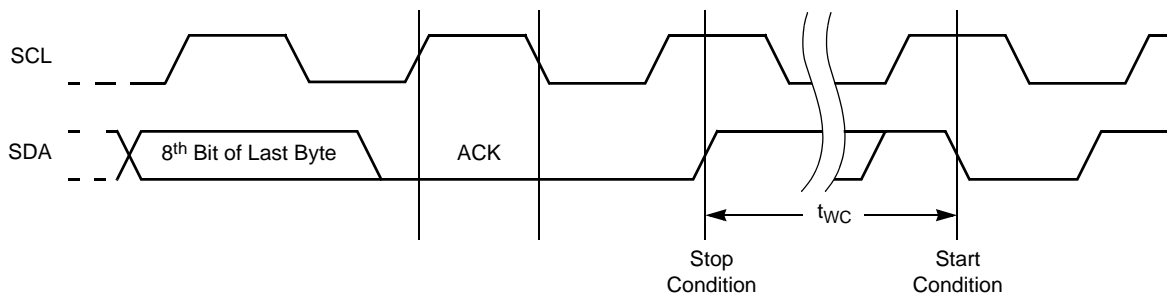 SCL
SDA
8th Bit of Last Byte
ACK
tWC
Stop
Condition
Start
Condition